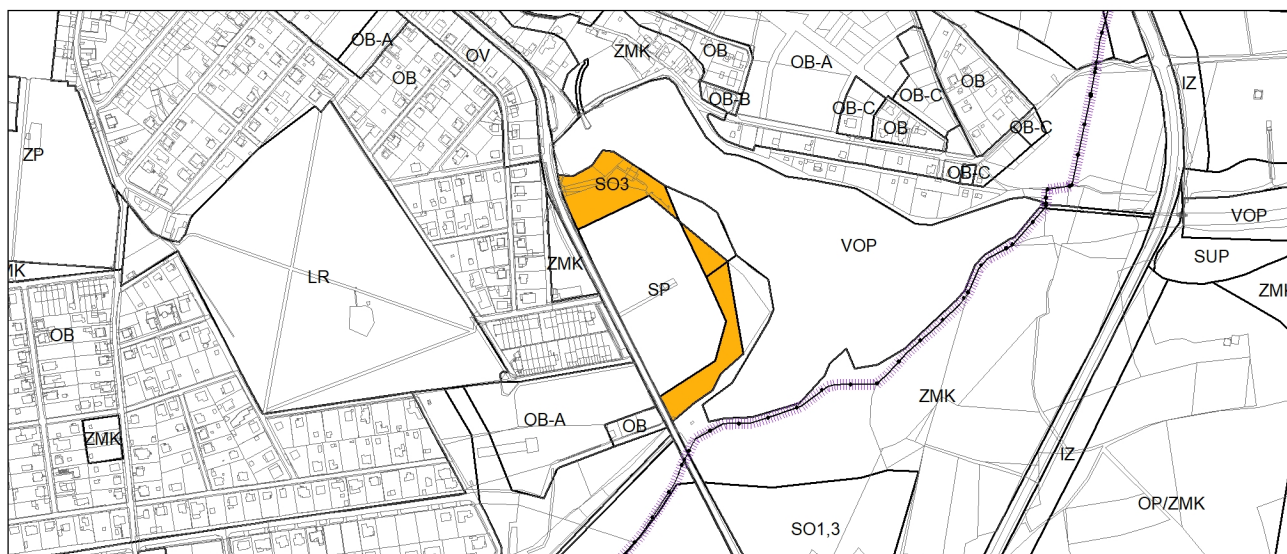 OB-A
OV
OB
ZMK
OB
OB-A
OB-B
OB-C
OB-C
OB
OB
OB-C
OB-C
IZ
ZP
SO3
VOP
VOP
SUP
ZMK
LR
SP
ZMK
MK
OB
ZMK
ZMK
OB-A
OB
IZ
OP/ZMK
SO1,3